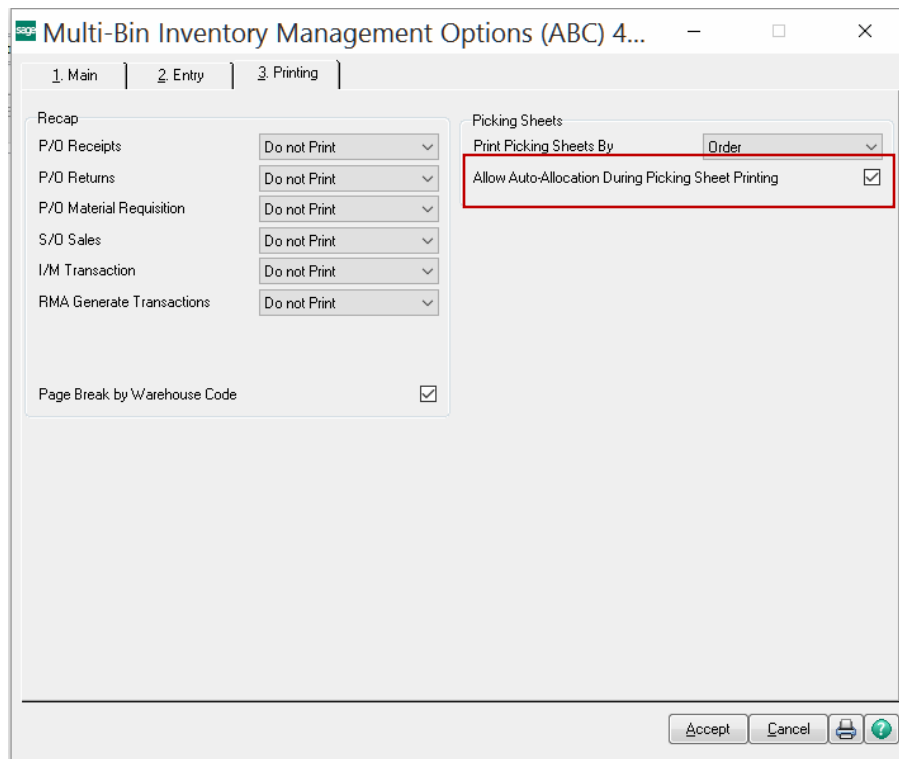 sage Multi-Bin Inventory Management Options (ABC) 4...
1. Main 2. Entry 3. Printing
Recap
P/O Receipts Do not Print
P/O Returns Do not Print
P/O Material Requisition Do not Print
S/O Sales Do not Print
I/M Transaction Do not Print
RMA Generate Transactions Do not Print
Page Break by Warehouse Code
Picking Sheets
Print Picking Sheets By Order
Allow Auto-Allocation During Picking Sheet Printing
Accept Cancel ?